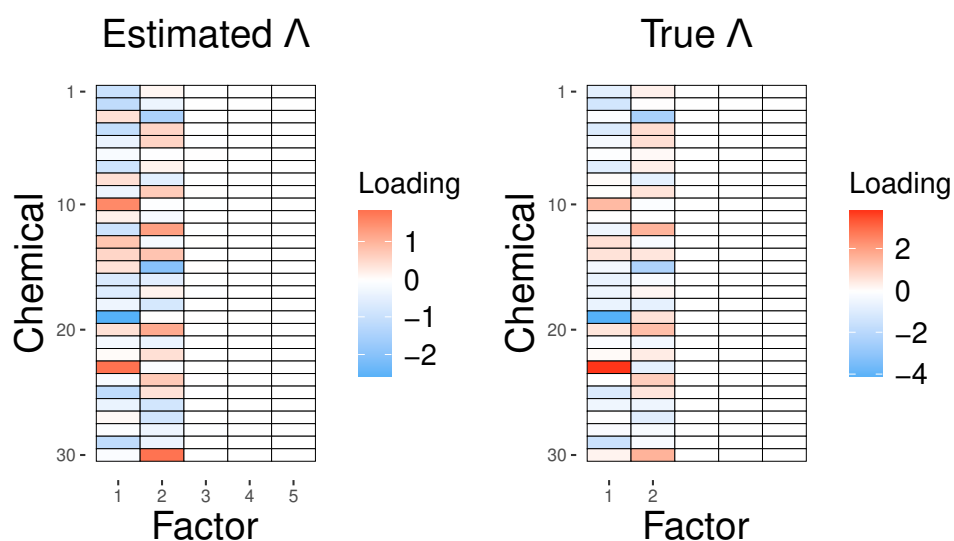 Estimated Λ
1
10
20
30
Chemical
1 2 3 4 5
Factor
Loading
1
0
−1
−2
True Λ
1
10
20
30
Chemical
1 2
Factor
Loading
2
0
−2
−4